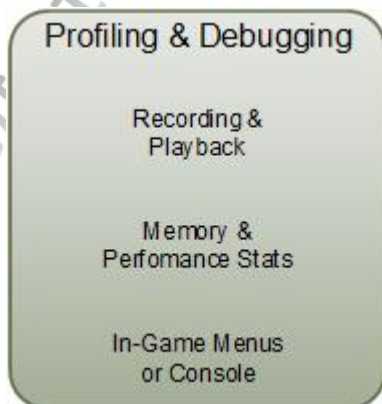 Profiling & Debugging
Recording &
Playback
Memory &
Perfomance Stats
In-Game Menus
or Console